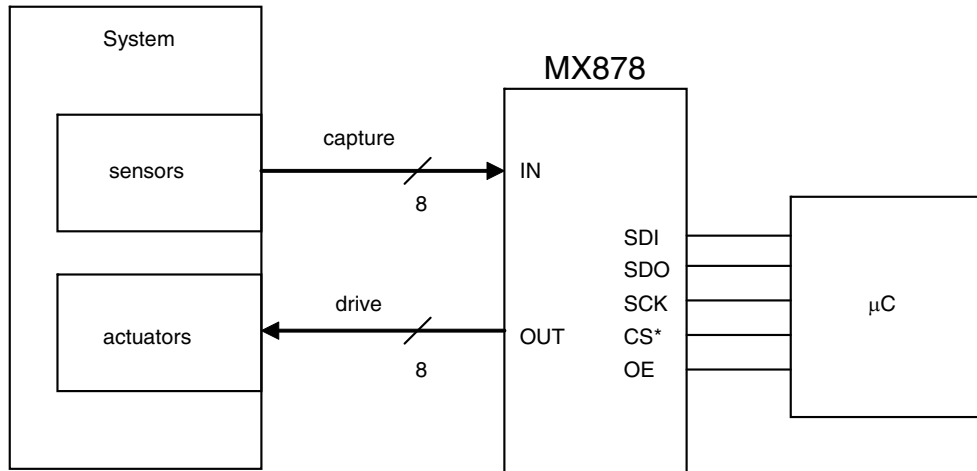 System
MX878
sensors
capture
8
IN
SDI
SDO
SCK
CS*
OE
µC
actuators
drive
8
OUT